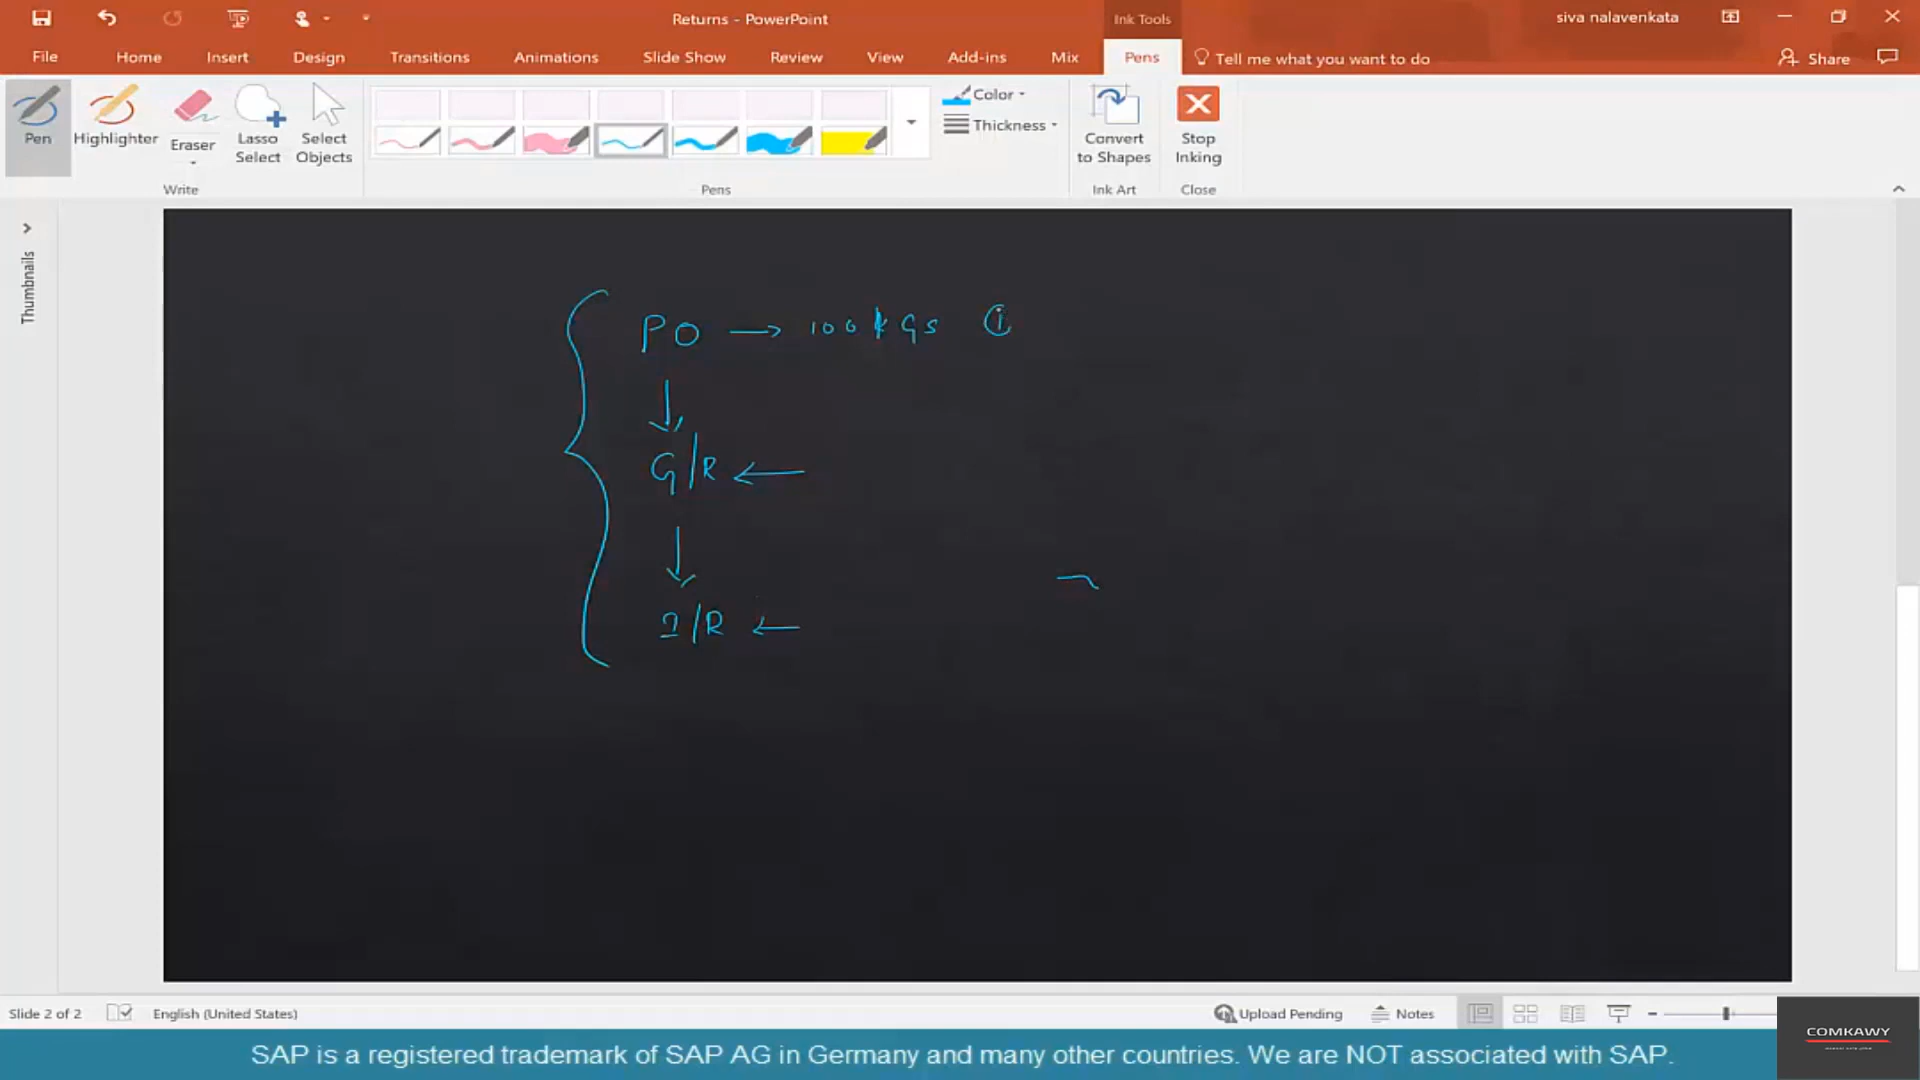 Returns - PowerPoint
Ink Tools
siva nalavenkata
File Home Insert Design Transitions Animations Slide Show Review View Add-ins Mix Pens Tell me what you want to do Share
Pen
Highlighter
Eraser
Lasso Select
Select Objects
Color
Thickness
Convert to Shapes
Stop Inking
Write
Pens
Ink Art
Close
Thumbnails
PO → 100 KGS ①
↓
G/R ←
↓
I/R ←
Slide 2 of 2
English (United States)
Upload Pending
Notes
COMKAWY
SAP is a registered trademark of SAP AG in Germany and many other countries. We are NOT associated with SAP.